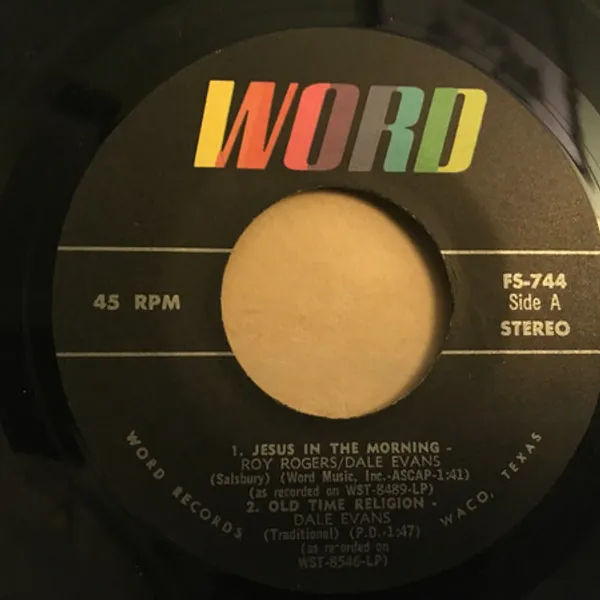 WORD
45 RPM
FS-744
Side A
STEREO
1. JESUS IN THE MORNING -
ROY ROGERS/DALE EVANS
(Salsbury) (Word Music, Inc.-ASCAP-1:41)
(as recorded on WST-8489-LP)
2. OLD TIME RELIGION -
DALE EVANS
(Traditional) (P.D.-1:47)
(as recorded on
WST-8546-LP)
WORD RECORDS WACO, TEXAS